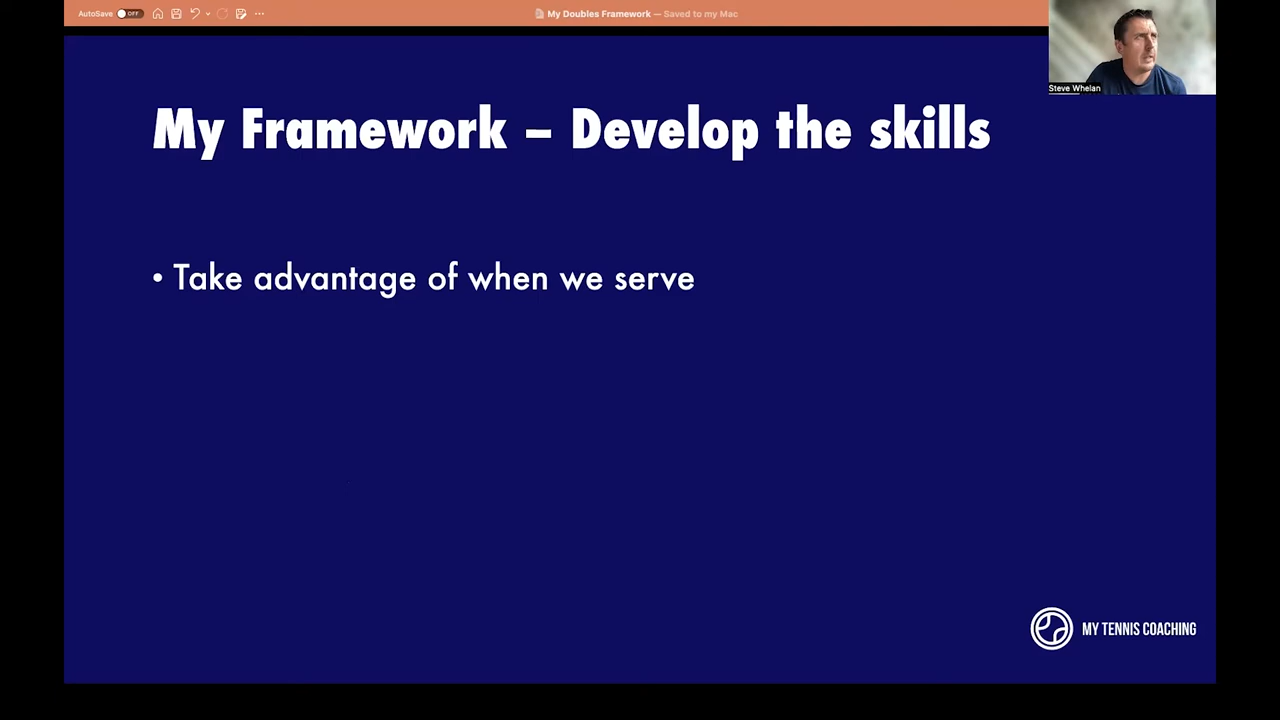 AutoSave OFF
My Doubles Framework — Saved to my Mac
Steve Whelan
My Framework – Develop the skills
• Take advantage of when we serve
MY TENNIS COACHING